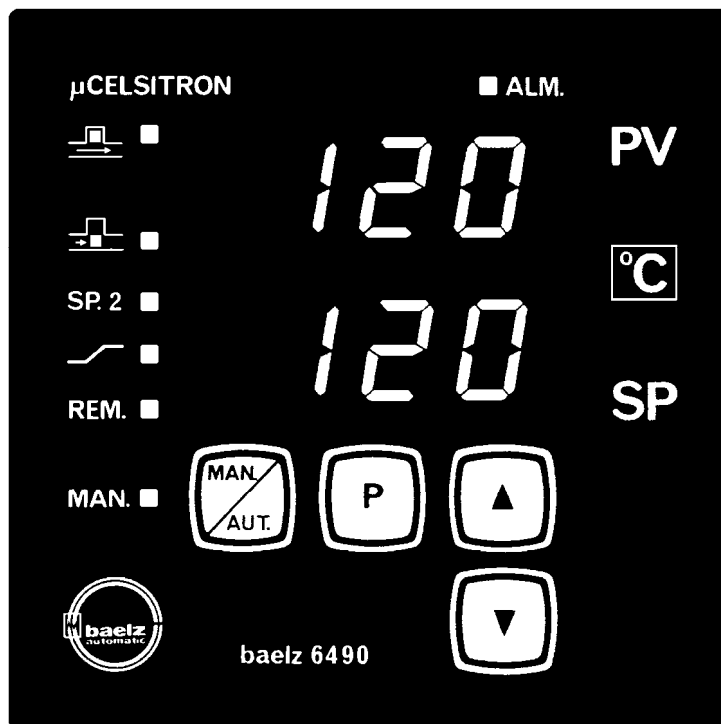 µCELSITRON
ALM.
120
PV
°C
SP. 2
120
REM.
SP
MAN.
MAN.
AUT.
P
baelz
automatic
baelz 6490